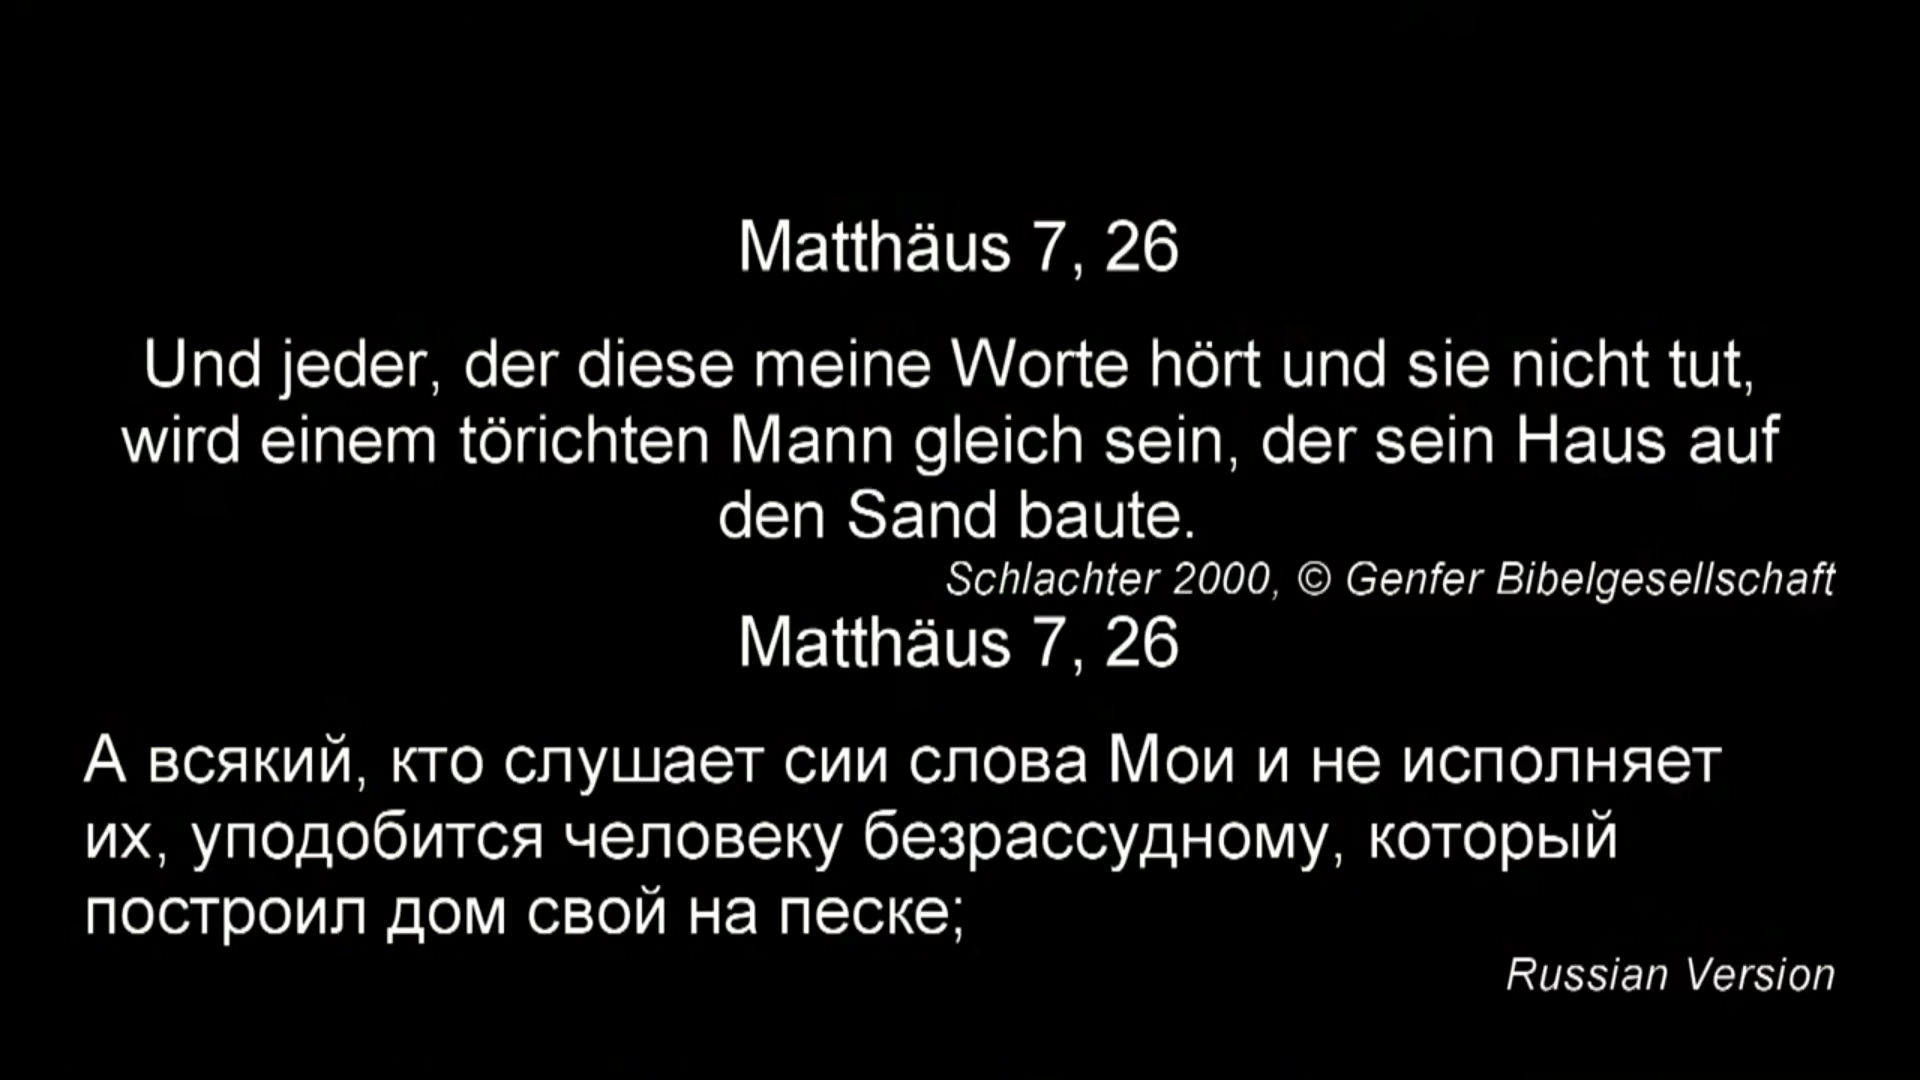 Matthäus 7, 26
Und jeder, der diese meine Worte hört und sie nicht tut,
wird einem törichten Mann gleich sein, der sein Haus auf
den Sand baute.
Schlachter 2000, © Genfer Bibelgesellschaft
Matthäus 7, 26
А всякий, кто слушает сии слова Мои и не исполняет
их, уподобится человеку безрассудному, который
построил дом свой на песке;
Russian Version